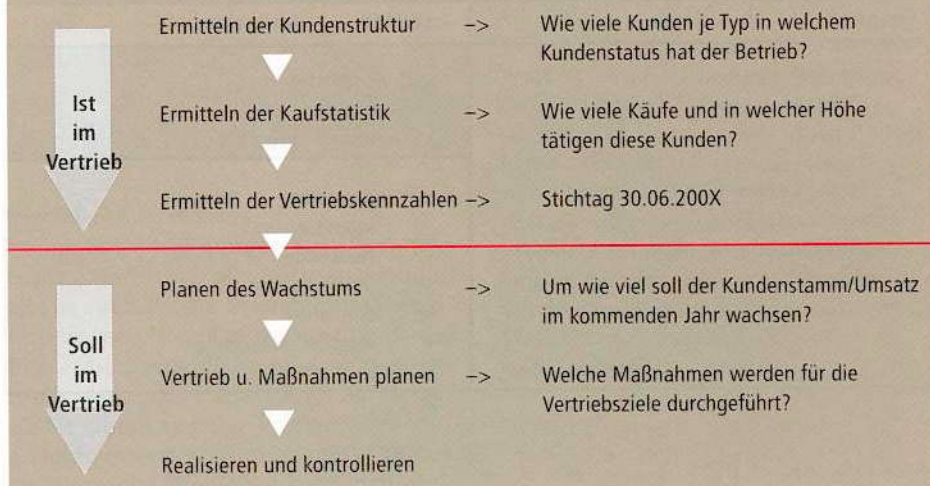 Ist
im
Vertrieb
Ermitteln der Kundenstruktur -> Wie viele Kunden je Typ in welchem
Kundenstatus hat der Betrieb?
Ermitteln der Kaufstatistik -> Wie viele Käufe und in welcher Höhe
tätigen diese Kunden?
Ermitteln der Vertriebskennzahlen -> Stichtag 30.06.200X
Soll
im
Vertrieb
Planen des Wachstums -> Um wie viel soll der Kundenstamm/Umsatz
im kommenden Jahr wachsen?
Vertrieb u. Maßnahmen planen -> Welche Maßnahmen werden für die
Vertriebsziele durchgeführt?
Realisieren und kontrollieren